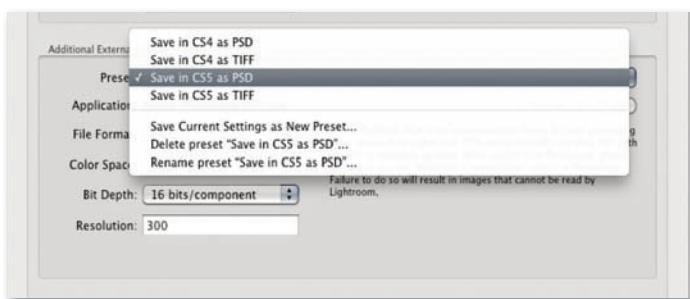 Additional Externa
Save in CS4 as PSD
Save in CS4 as TIFF
Prese ✓ Save in CS5 as PSD
Save in CS5 as TIFF
Application
Save Current Settings as New Preset...
File Forma
Delete preset "Save in CS5 as PSD"...
Color Space
Rename preset "Save in CS5 as PSD"...
Failure to do so will result in images that cannot be read by
Lightroom.
Bit Depth: 16 bits/component
Resolution: 300